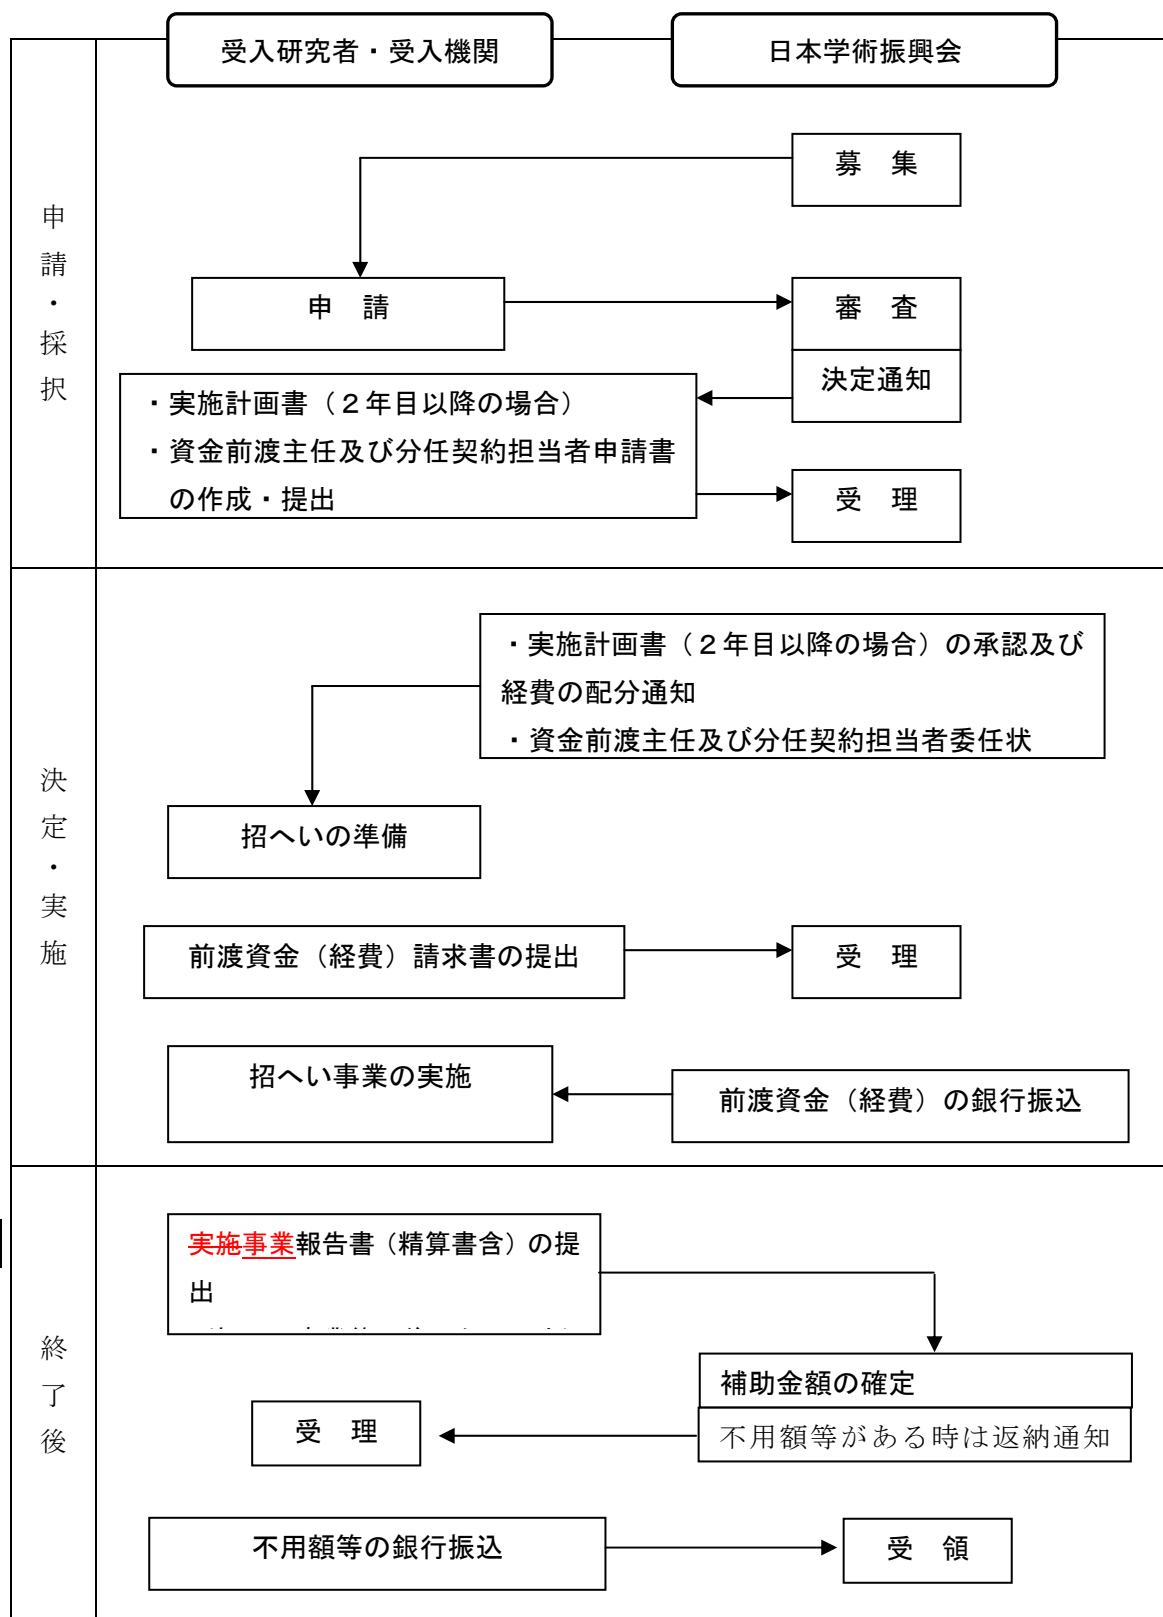 受入研究者・受入機関
日本学術振興会
申請・採択
募　集
申　請
審　査
決定通知
・実施計画書（２年目以降の場合）
・資金前渡主任及び分任契約担当者申請書
の作成・提出
受　理
決定・実施
・実施計画書（２年目以降の場合）の承認及び
経費の配分通知
・資金前渡主任及び分任契約担当者委任状
招へいの準備
前渡資金（経費）請求書の提出
受　理
招へい事業の実施
前渡資金（経費）の銀行振込
終了後
実施事業報告書（精算書含）の提
出
補助金額の確定
不用額等がある時は返納通知
受　理
不用額等の銀行振込
受　領